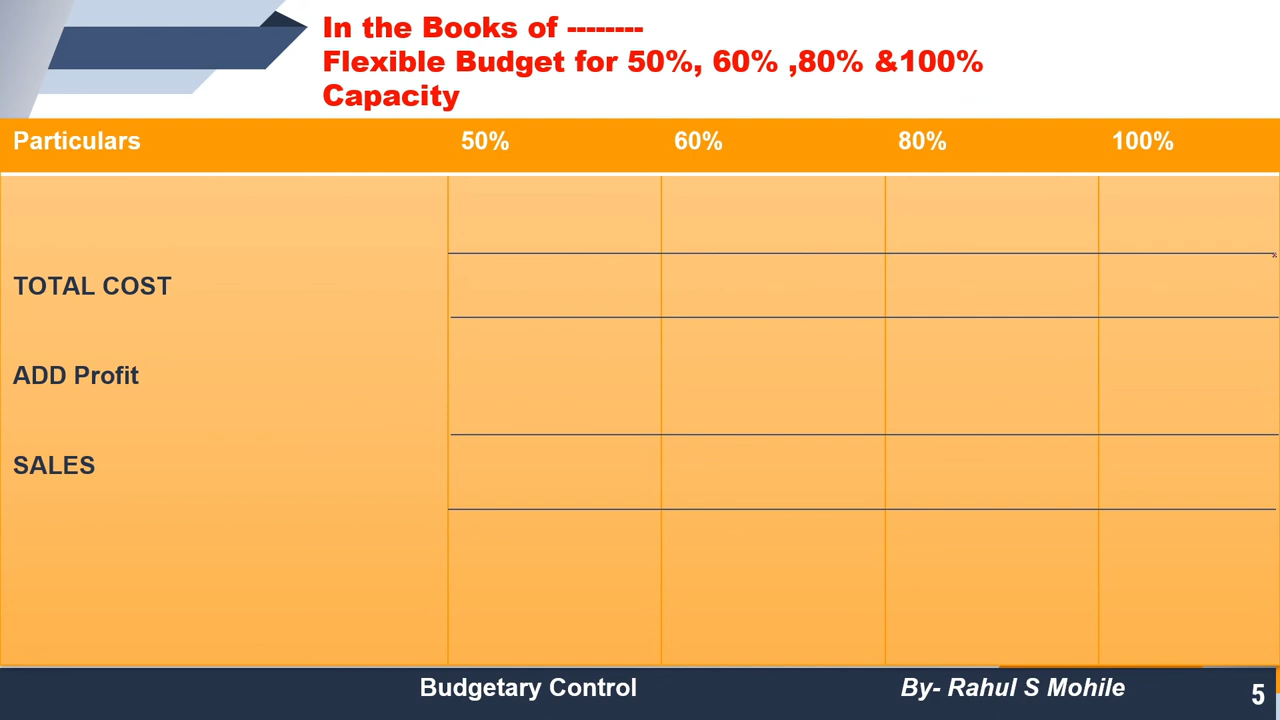 In the Books of --------
Flexible Budget for 50%, 60% ,80% &100%
Capacity
Particulars 50% 60% 80% 100%
TOTAL COST
ADD Profit
SALES
Budgetary Control By- Rahul S Mohile 5